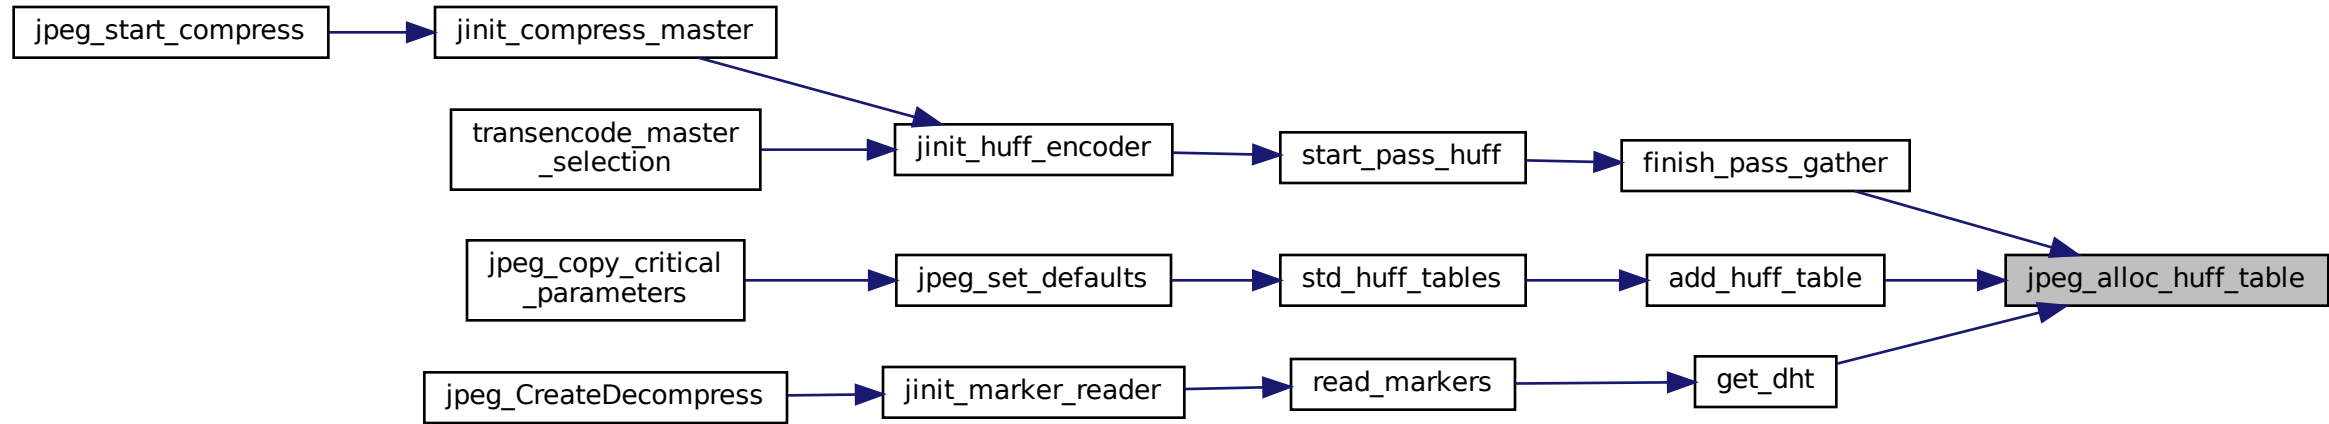 jpeg_start_compress
jinit_compress_master
transencode_master
_selection
jinit_huff_encoder
start_pass_huff
finish_pass_gather
jpeg_copy_critical
_parameters
jpeg_set_defaults
std_huff_tables
add_huff_table
jpeg_alloc_huff_table
jpeg_CreateDecompress
jinit_marker_reader
read_markers
get_dht